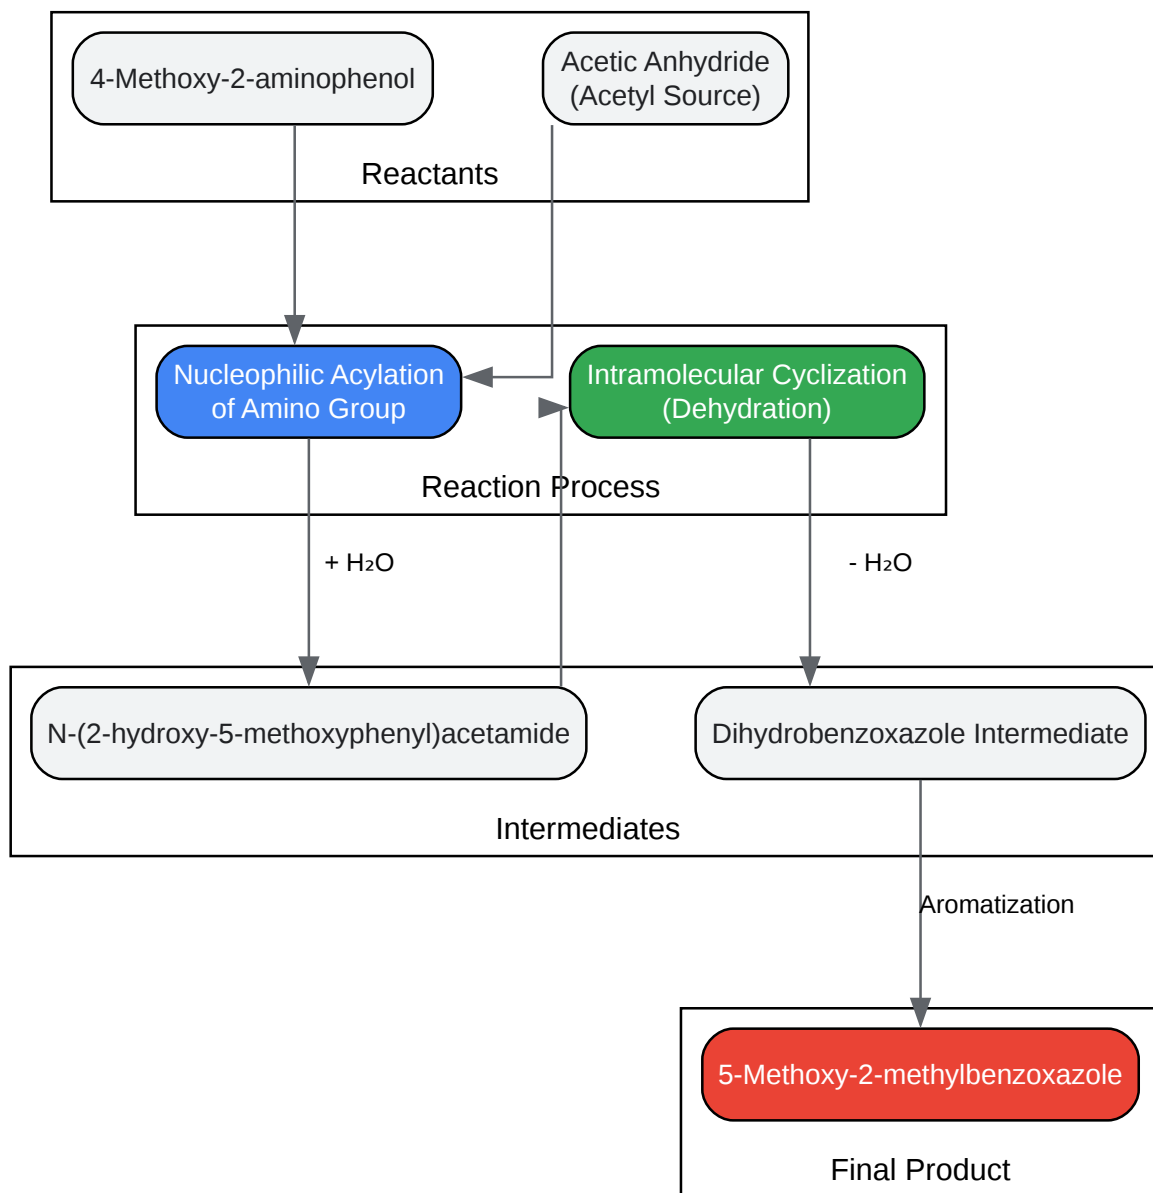 4-Methoxy-2-aminophenol
Acetic Anhydride
(Acetyl Source)
Reactants
Nucleophilic Acylation
of Amino Group
Intramolecular Cyclization
(Dehydration)
Reaction Process
+ H₂O
- H₂O
N-(2-hydroxy-5-methoxyphenyl)acetamide
Dihydrobenzoxazole Intermediate
Intermediates
Aromatization
5-Methoxy-2-methylbenzoxazole
Final Product